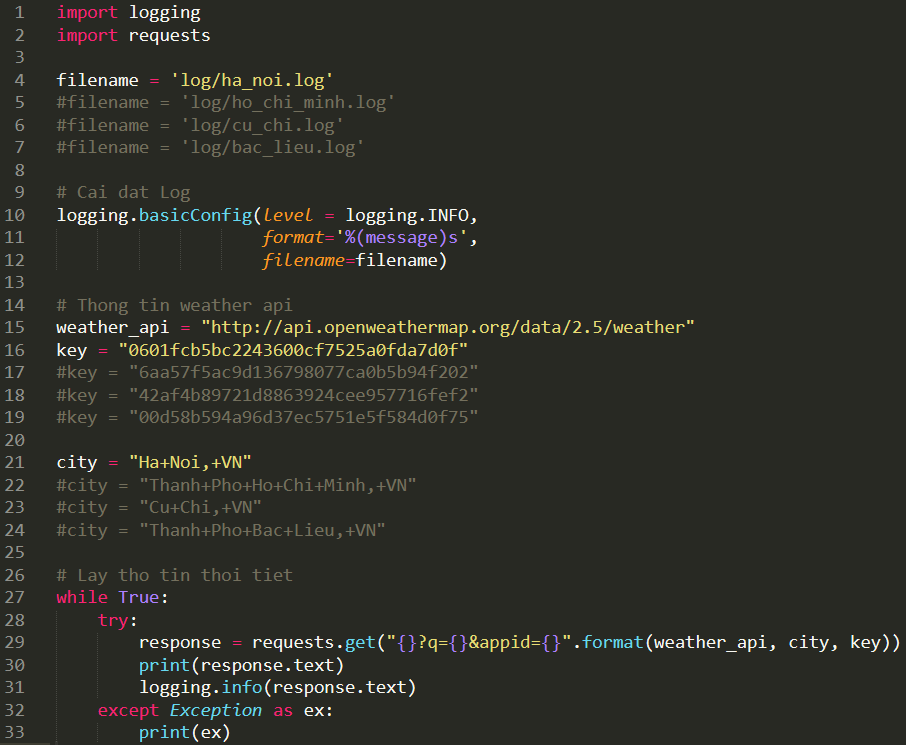 1 import logging
2 import requests
3
4 filename = 'log/ha_noi.log'
5 #filename = 'log/ho_chi_minh.log'
6 #filename = 'log/cu_chi.log'
7 #filename = 'log/bac_lieu.log'
8
9 # Cai dat Log
10 logging.basicConfig(level = logging.INFO,
11                     format='%(message)s',
12                     filename=filename)
13
14 # Thong tin weather api
15 weather_api = "http://api.openweathermap.org/data/2.5/weather"
16 key = "0601fcb5bc2243600cf7525a0fda7d0f"
17 #key = "6aa57f5ac9d136798077ca0b5b94f202"
18 #key = "42af4b89721d8863924cee957716fef2"
19 #key = "00d58b594a96d37ec5751e5f584d0f75"
20
21 city = "Ha+Noi,+VN"
22 #city = "Thanh+Pho+Ho+Chi+Minh,+VN"
23 #city = "Cu+Chi,+VN"
24 #city = "Thanh+Pho+Bac+Lieu,+VN"
25
26 # Lay tho tin thoi tiet
27 while True:
28     try:
29         response = requests.get("{}?q={}&appid={}".format(weather_api, city, key))
30         print(response.text)
31         logging.info(response.text)
32     except Exception as ex:
33         print(ex)